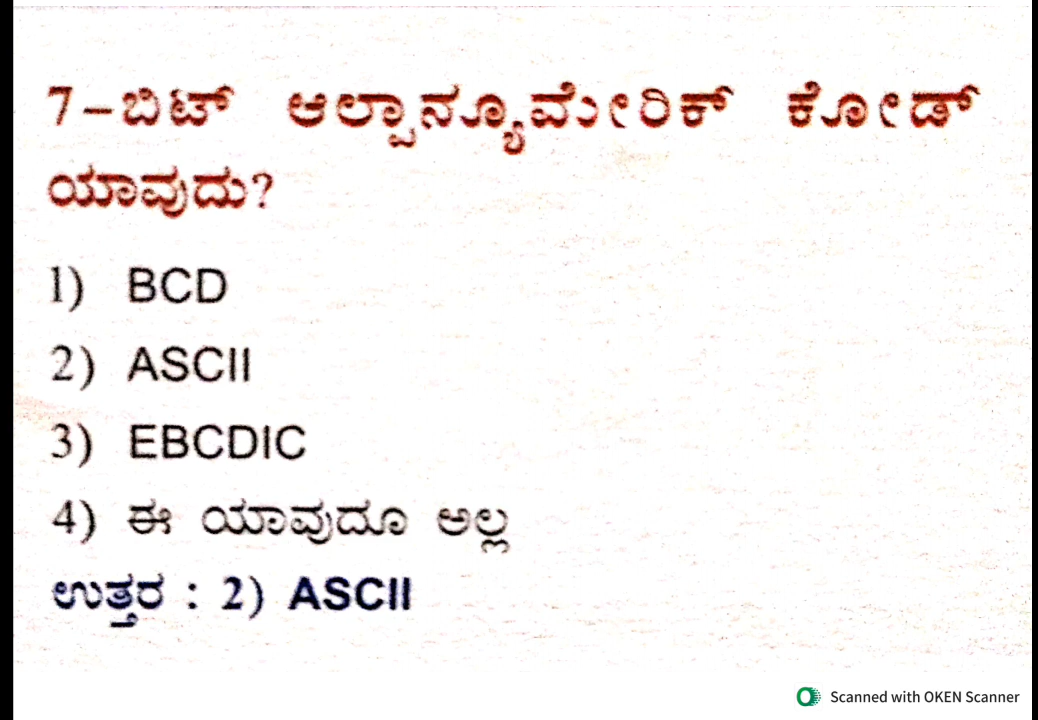 7-ಬಿಟ್ ಆಲ್ಫಾನ್ಯೂಮೇರಿಕ್ ಕೋಡ್
ಯಾವುದು?
1) BCD
2) ASCII
3) EBCDIC
4) ಈ ಯಾವುದೂ ಅಲ್ಲ
ಉತ್ತರ : 2) ASCII
Scanned with OKEN Scanner